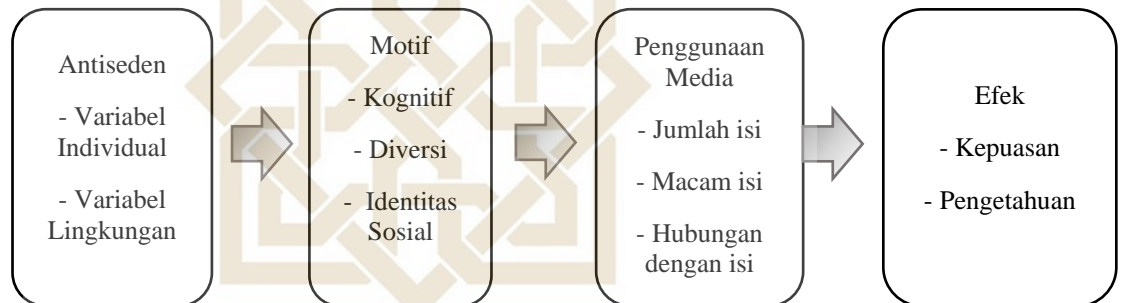 Antiseden
- Variabel
Individual
- Variabel
Lingkungan
Motif
- Kognitif
- Diversi
- Identitas
Sosial
Penggunaan
Media
- Jumlah isi
- Macam isi
- Hubungan
dengan isi
Efek
- Kepuasan
- Pengetahuan